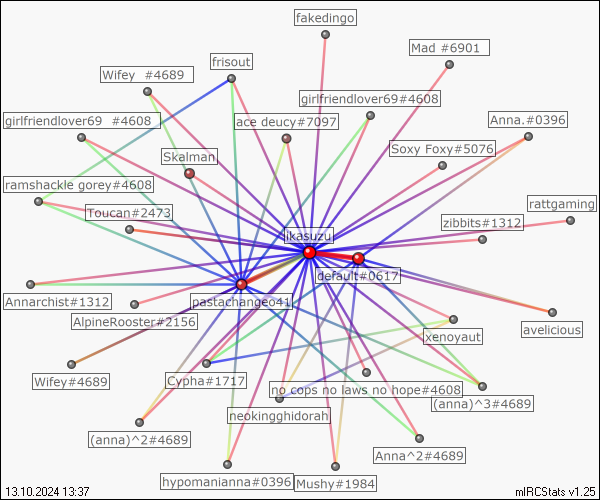 fakedingo
Mad #6901
frisout
Wifey  #4689
girlfriendlover69#4608
girlfriendlover69  #4608
ace deucy#7097
Anna.#0396
Soxy Foxy#5076
Skalman
ramshackle gorey#4608
rattgaming
Toucan#2473
zibbits#1312
ikasuzu
default#0617
Annarchist#1312
pastachangeo41
AlpineRooster#2156
avelicious
xenoyaut
Wifey#4689
Cypha#1717
no cops no laws no hope#4608
(anna)^3#4689
neokingghidorah
(anna)^2#4689
Anna^2#4689
hypomanianna#0396
Mushy#1984
13.10.2024 13:37
mIRCStats v1.25